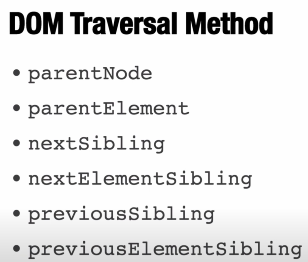 DOM Traversal Method
• parentNode
• parentElement
• nextSibling
• nextElementSibling
• previousSibling
• previousElementSibling